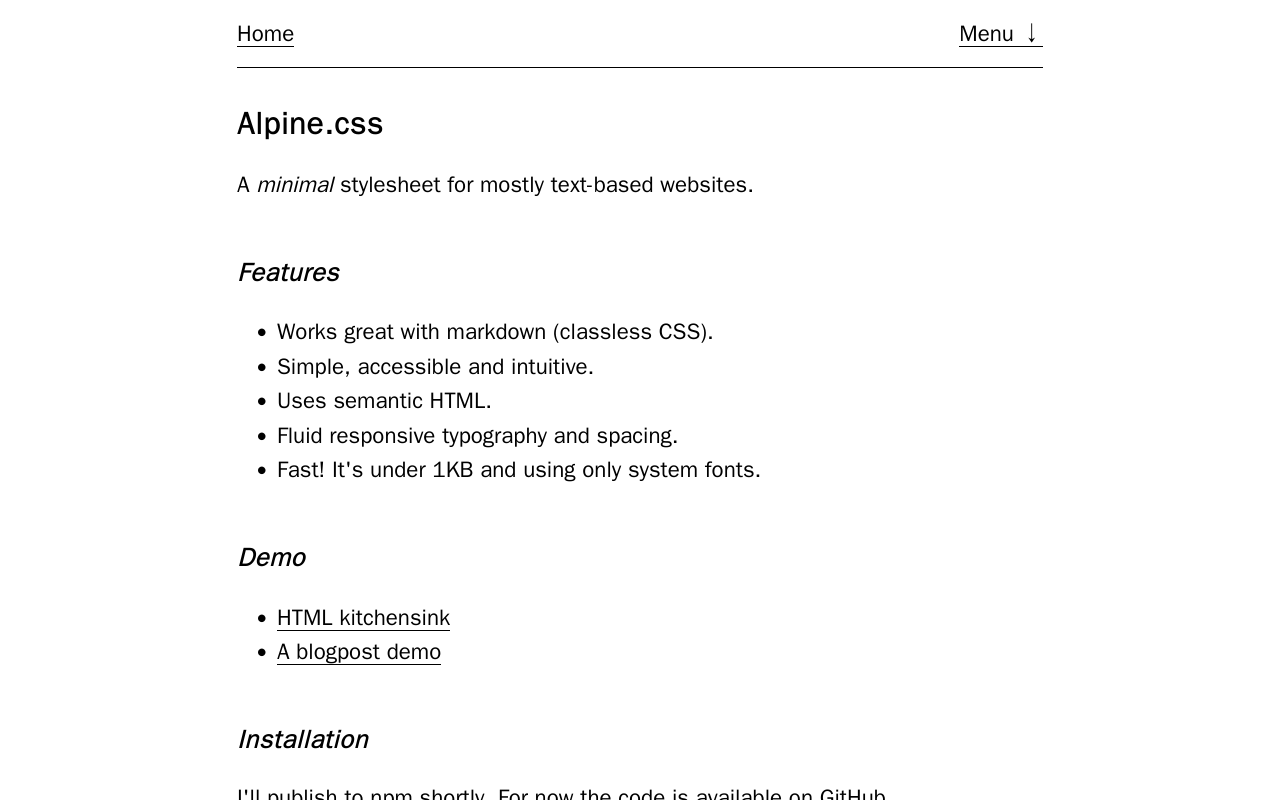 Home
Menu ↓
Alpine.css
A minimal stylesheet for mostly text-based websites.
Features
• Works great with markdown (classless CSS).
• Simple, accessible and intuitive.
• Uses semantic HTML.
• Fluid responsive typography and spacing.
• Fast! It's under 1KB and using only system fonts.
Demo
• HTML kitchensink
• A blogpost demo
Installation
I'll publish to npm shortly. For now the code is available on GitHub.